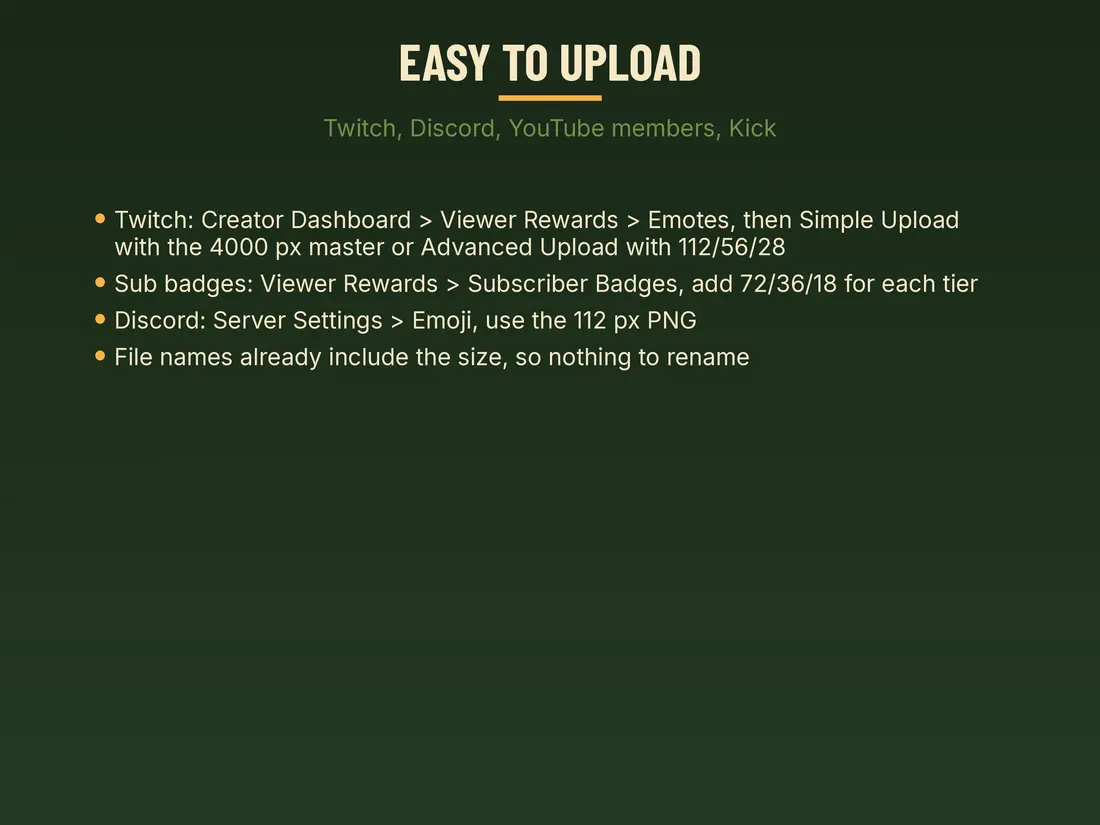 EASY TO UPLOAD
Twitch, Discord, YouTube members, Kick
• Twitch: Creator Dashboard > Viewer Rewards > Emotes, then Simple Upload
with the 4000 px master or Advanced Upload with 112/56/28
• Sub badges: Viewer Rewards > Subscriber Badges, add 72/36/18 for each tier
• Discord: Server Settings > Emoji, use the 112 px PNG
• File names already include the size, so nothing to rename